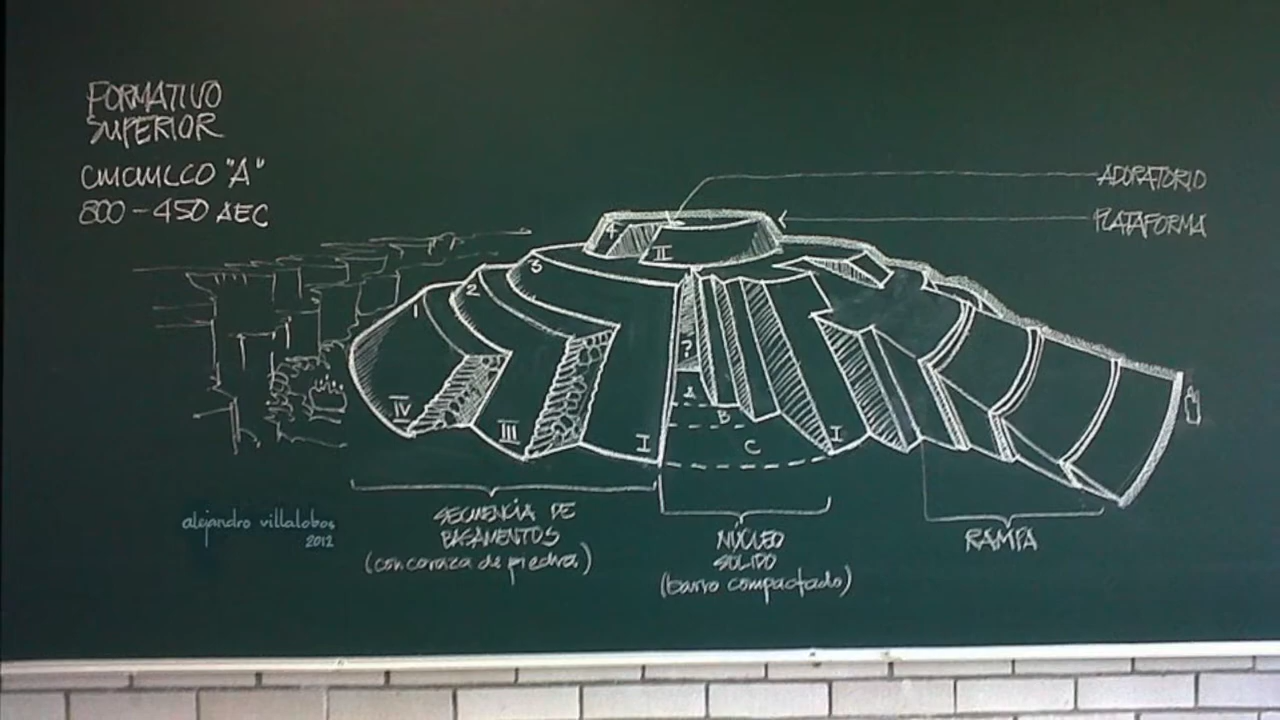 FORMATIVO
SUPERIOR
CUICUILCO "A"
800-450 AEC
ADORATORIO
PLATAFORMA
4
II
3
2
1
?
A
B
C
IV
III
I
I
SECUENCIA DE
BASAMENTOS
(con coraza de piedra)
NÚCLEO
SÓLIDO
(barro compactado)
RAMPA
alejandro villalobos
2012